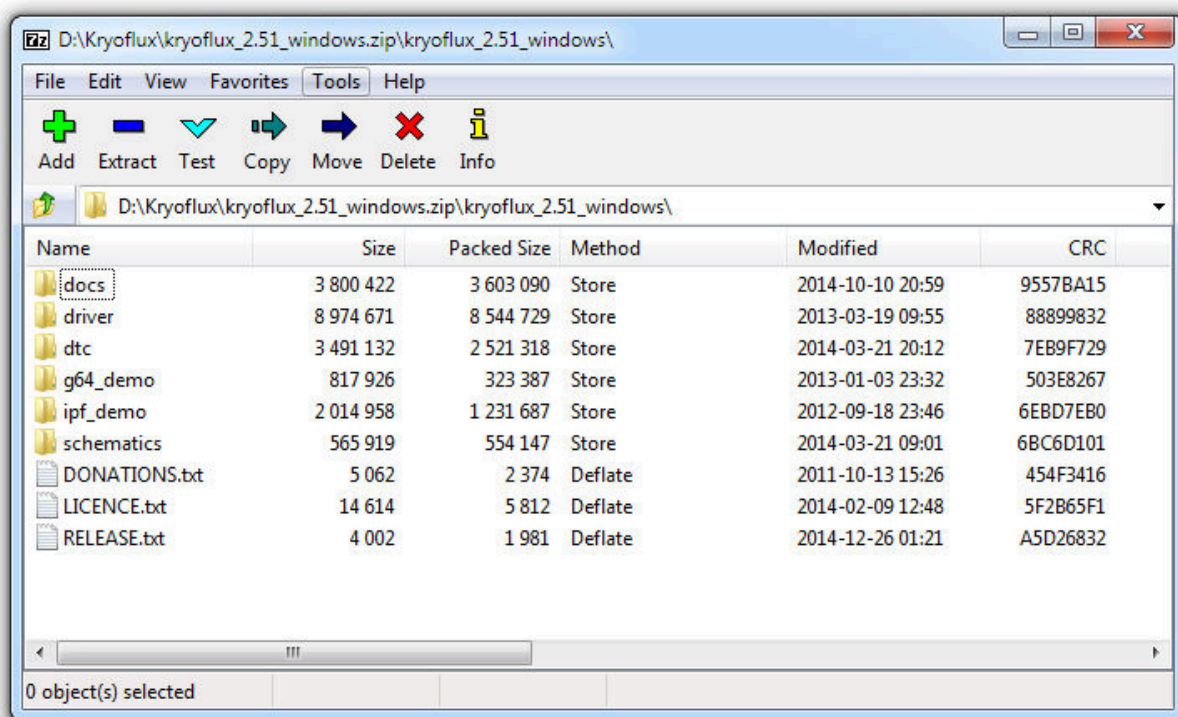 7z D:\Kryoflux\kryoflux_2.51_windows.zip\kryoflux_2.51_windows\
File Edit View Favorites Tools Help
Add Extract Test Copy Move Delete Info
D:\Kryoflux\kryoflux_2.51_windows.zip\kryoflux_2.51_windows\
Name Size Packed Size Method Modified CRC
docs 3 800 422 3 603 090 Store 2014-10-10 20:59 9557BA15
driver 8 974 671 8 544 729 Store 2013-03-19 09:55 88899832
dtc 3 491 132 2 521 318 Store 2014-03-21 20:12 7EB9F729
g64_demo 817 926 323 387 Store 2013-01-03 23:32 503E8267
ipf_demo 2 014 958 1 231 687 Store 2012-09-18 23:46 6EBD7EB0
schematics 565 919 554 147 Store 2014-03-21 09:01 6BC6D101
DONATIONS.txt 5 062 2 374 Deflate 2011-10-13 15:26 454F3416
LICENCE.txt 14 614 5 812 Deflate 2014-02-09 12:48 5F2B65F1
RELEASE.txt 4 002 1 981 Deflate 2014-12-26 01:21 A5D26832
0 object(s) selected